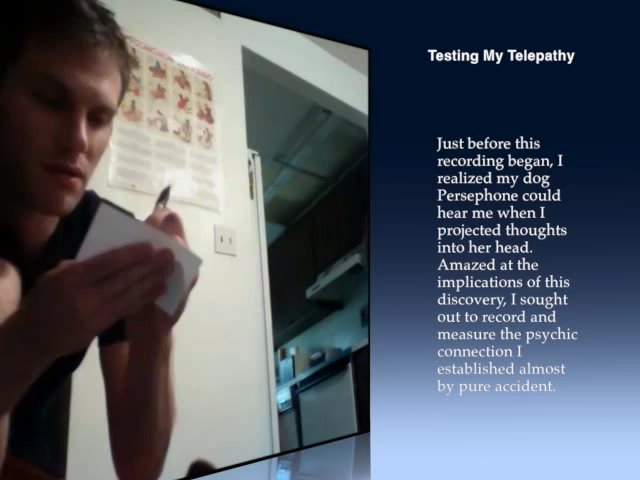 Testing My Telepathy
Just before this
recording began, I
realized my dog
Persephone could
hear me when I
projected thoughts
into her head.
Amazed at the
implications of this
discovery, I sought
out to record and
measure the psychic
connection I
established almost
by pure accident.